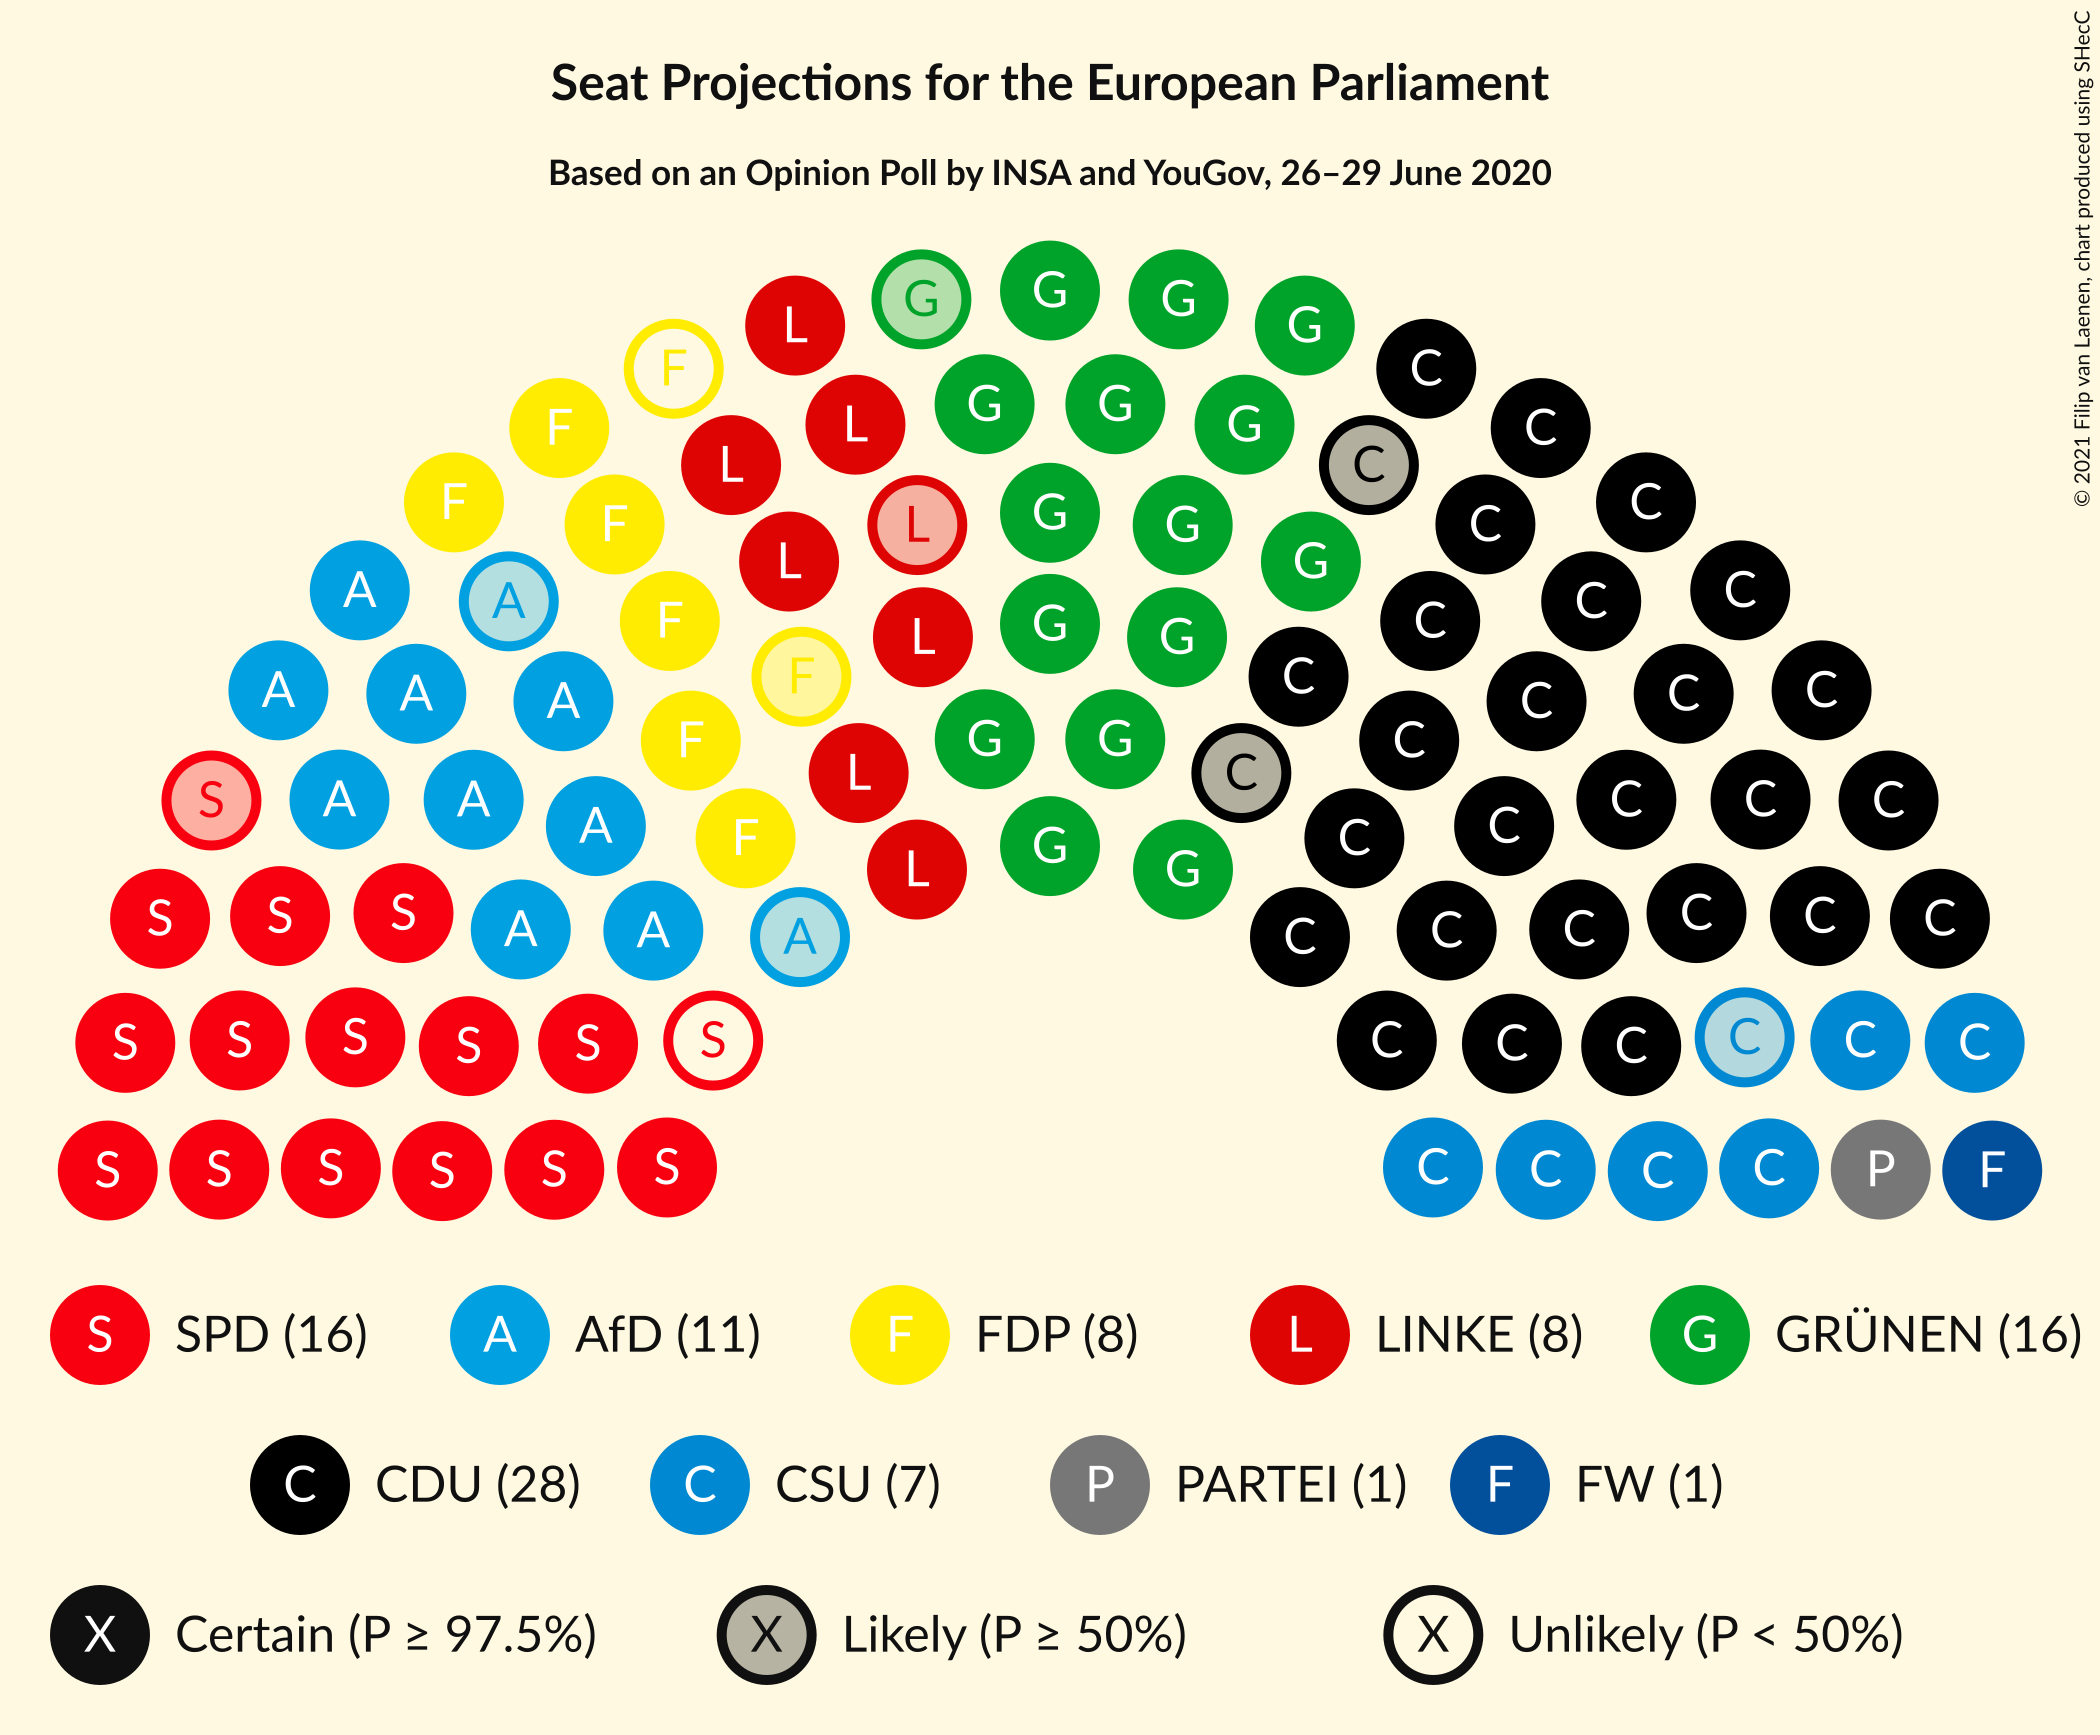 © 2021 Filip van Laenen, chart produced using SHecC
Seat Projections for the European Parliament
Based on an Opinion Poll by INSA and YouGov, 26–29 June 2020
G G G
L G
F C
G G
F L G C
L C
F G C
F L G C
L G
A A C C
F L G G C
A A A F C C C C
F G G C
L C
S A A A C C C C
F G C
L G
S S S A A A C C C C C C
S S S S S S C C C C C C
S S S S S S C C C C P F
S SPD (16) A AfD (11) F FDP (8) L LINKE (8) G GRÜNEN (16)
C CDU (28) C CSU (7) P PARTEI (1) F FW (1)
X Certain (P ≥ 97.5%) X Likely (P ≥ 50%) X Unlikely (P < 50%)